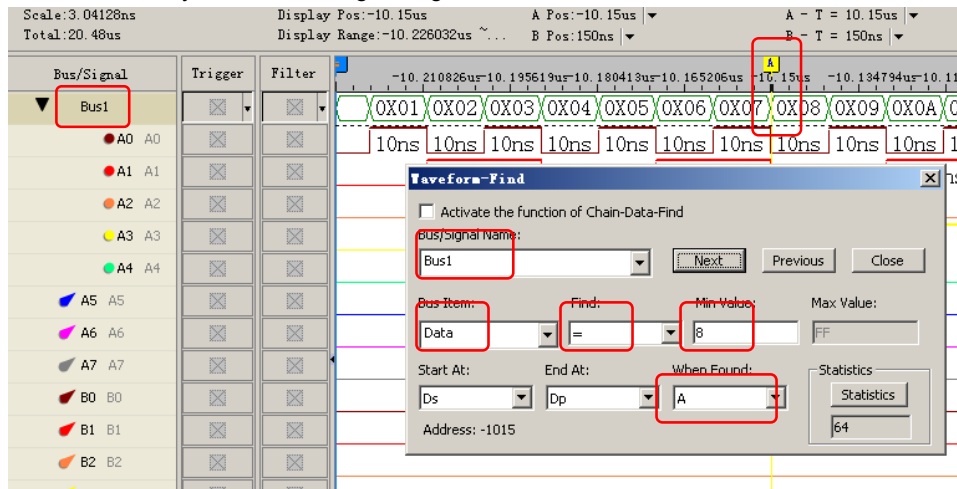 Scale:3.04128ns Display Pos:-10.15us A Pos:-10.15us A - T = 10.15us
Total:20.48us Display Range:-10.226032us ~... B Pos:150ns B - T = 150ns
Bus/Signal Trigger Filter A
-10.210826us -10.195619us -10.180413us -10.165206us -10.15us -10.134794us -10.11
Bus1 0X01 0X02 0X03 0X04 0X05 0X06 0X07 0X08 0X09 0X0A
A0 A0 10ns 10ns 10ns 10ns 10ns 10ns 10ns 10ns 10ns 10ns 1
A1 A1
A2 A2
A3 A3
A4 A4
A5 A5
A6 A6
A7 A7
B0 B0
B1 B1
B2 B2
Waveform-Find
Activate the function of Chain-Data-Find
Bus/Signal Name:
Bus1 Next Previous Close
Bus Item: Find: Min Value: Max Value:
Data = 8 FF
Start At: End At: When Found: Statistics
Ds Dp A Statistics
Address: -1015 64